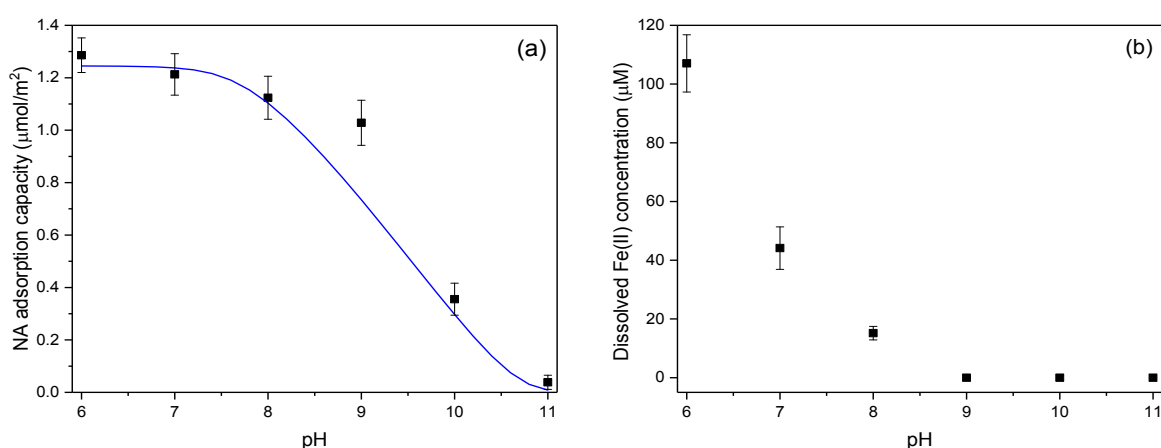 (a)
NA adsorption capacity (μmol/m²)
1.4
1.2
1.0
0.8
0.6
0.4
0.2
0.0
6 7 8 9 10 11
pH
(b)
Dissolved Fe(II) concentration (μM)
120
100
80
60
40
20
0
6 7 8 9 10 11
pH